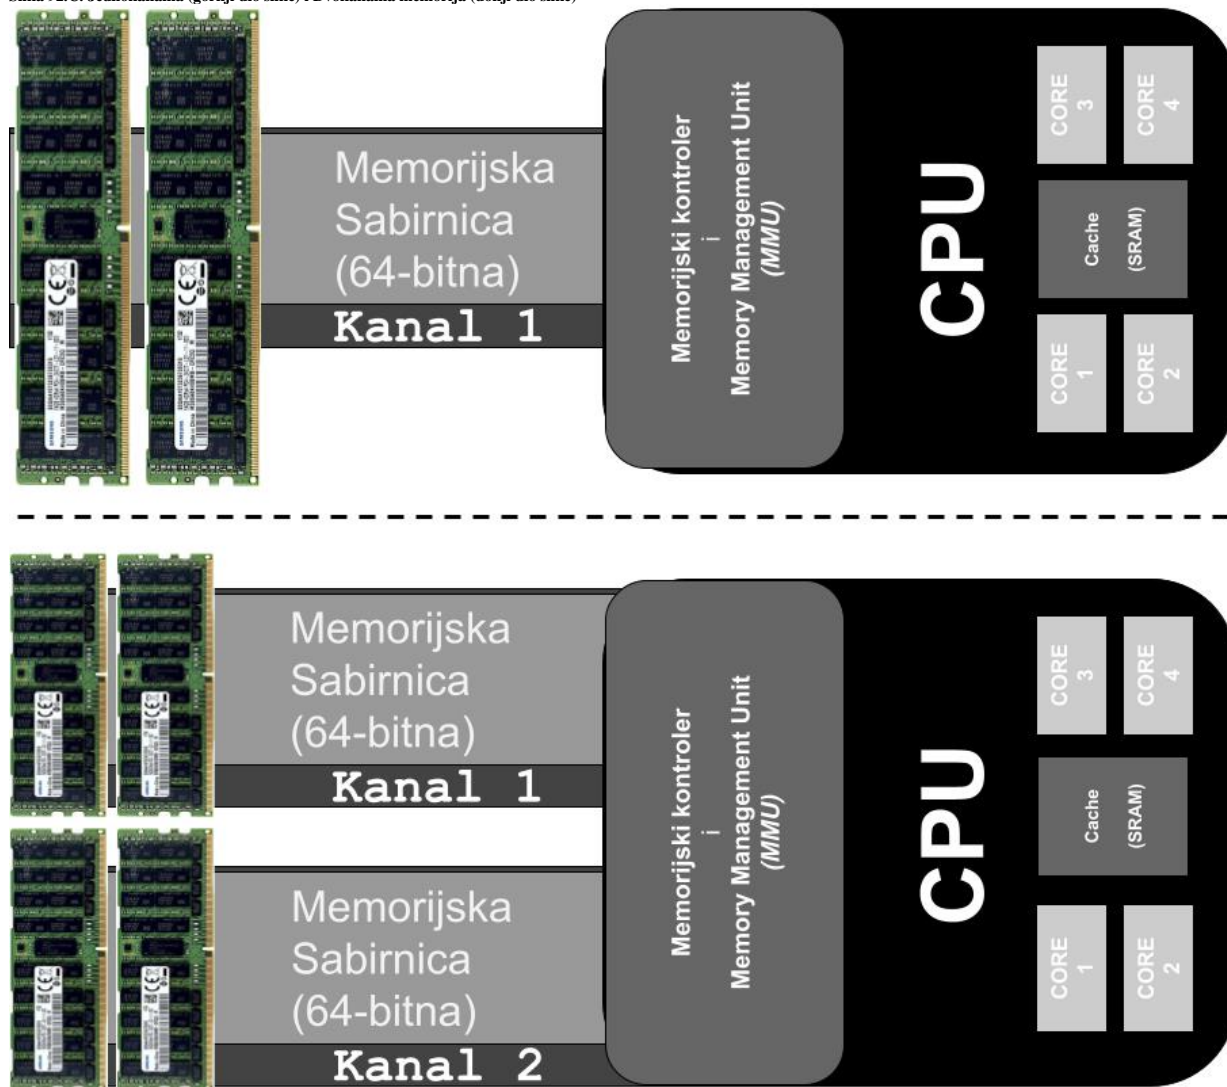 Memorijska
Sabirnica
(64-bitna)
Kanal 1
Memorijski kontroler
i
Memory Management Unit
(MMU)
CPU
CORE
3
CORE
4
Cache
(SRAM)
CORE
1
CORE
2
Memorijska
Sabirnica
(64-bitna)
Kanal 1
Memorijska
Sabirnica
(64-bitna)
Kanal 2
Memorijski kontroler
i
Memory Management Unit
(MMU)
CPU
CORE
3
CORE
4
Cache
(SRAM)
CORE
1
CORE
2